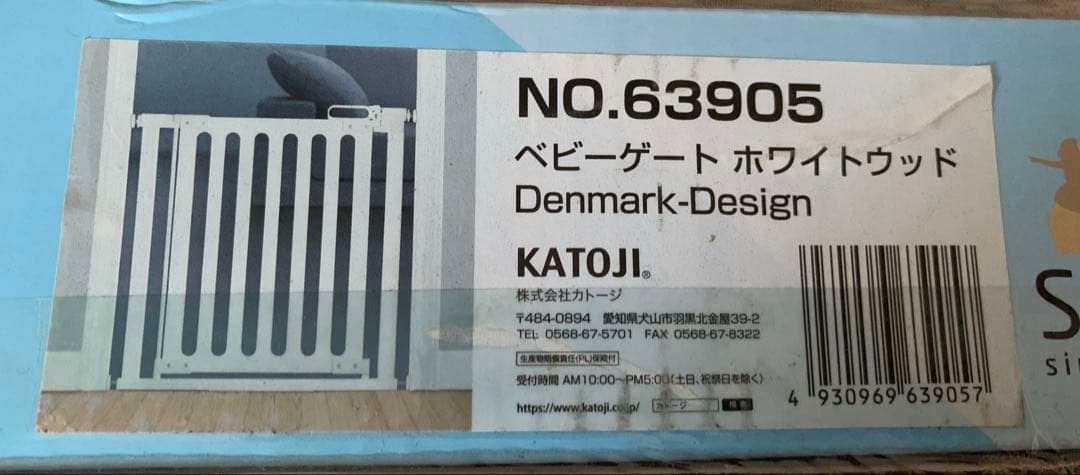 NO.63905
ベビーゲート ホワイトウッド
Denmark-Design
KATOJI®
株式会社カトージ
〒484-0894 愛知県犬山市羽黒北金屋39-2
TEL 0568-67-5701 FAX 0568-67-8322
生産物賠償責任(PL)保険付
受付時間 AM10:00〜PM5:00(土日、祝祭日を除く)
https://www.katoji.co.jp/ カトージ 検索
4 930969 639057
S
si